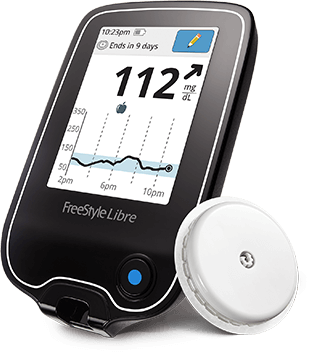 10:23pm
Ends in 9 days
112 mg/dL
350
250
150
50
2pm 6pm 10pm
FreeStyle Libre